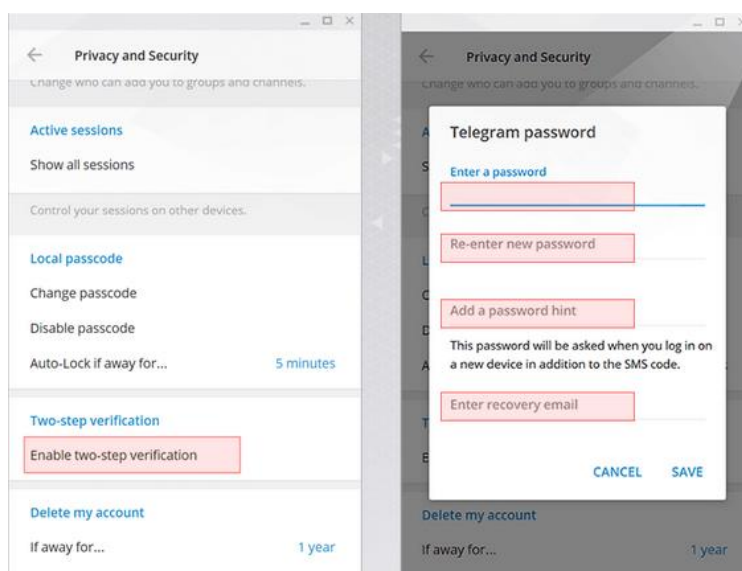 Privacy and Security
Change who can add you to groups and channels.
Active sessions
Show all sessions
Control your sessions on other devices.
Local passcode
Change passcode
Disable passcode
Auto-Lock if away for... 5 minutes
Two-step verification
Enable two-step verification
Delete my account
If away for... 1 year
Privacy and Security
Change who can add you to groups and channels.
Telegram password
Enter a password
Re-enter new password
Add a password hint
This password will be asked when you log in on
a new device in addition to the SMS code.
Enter recovery email
CANCEL SAVE
Delete my account
If away for... 1 year